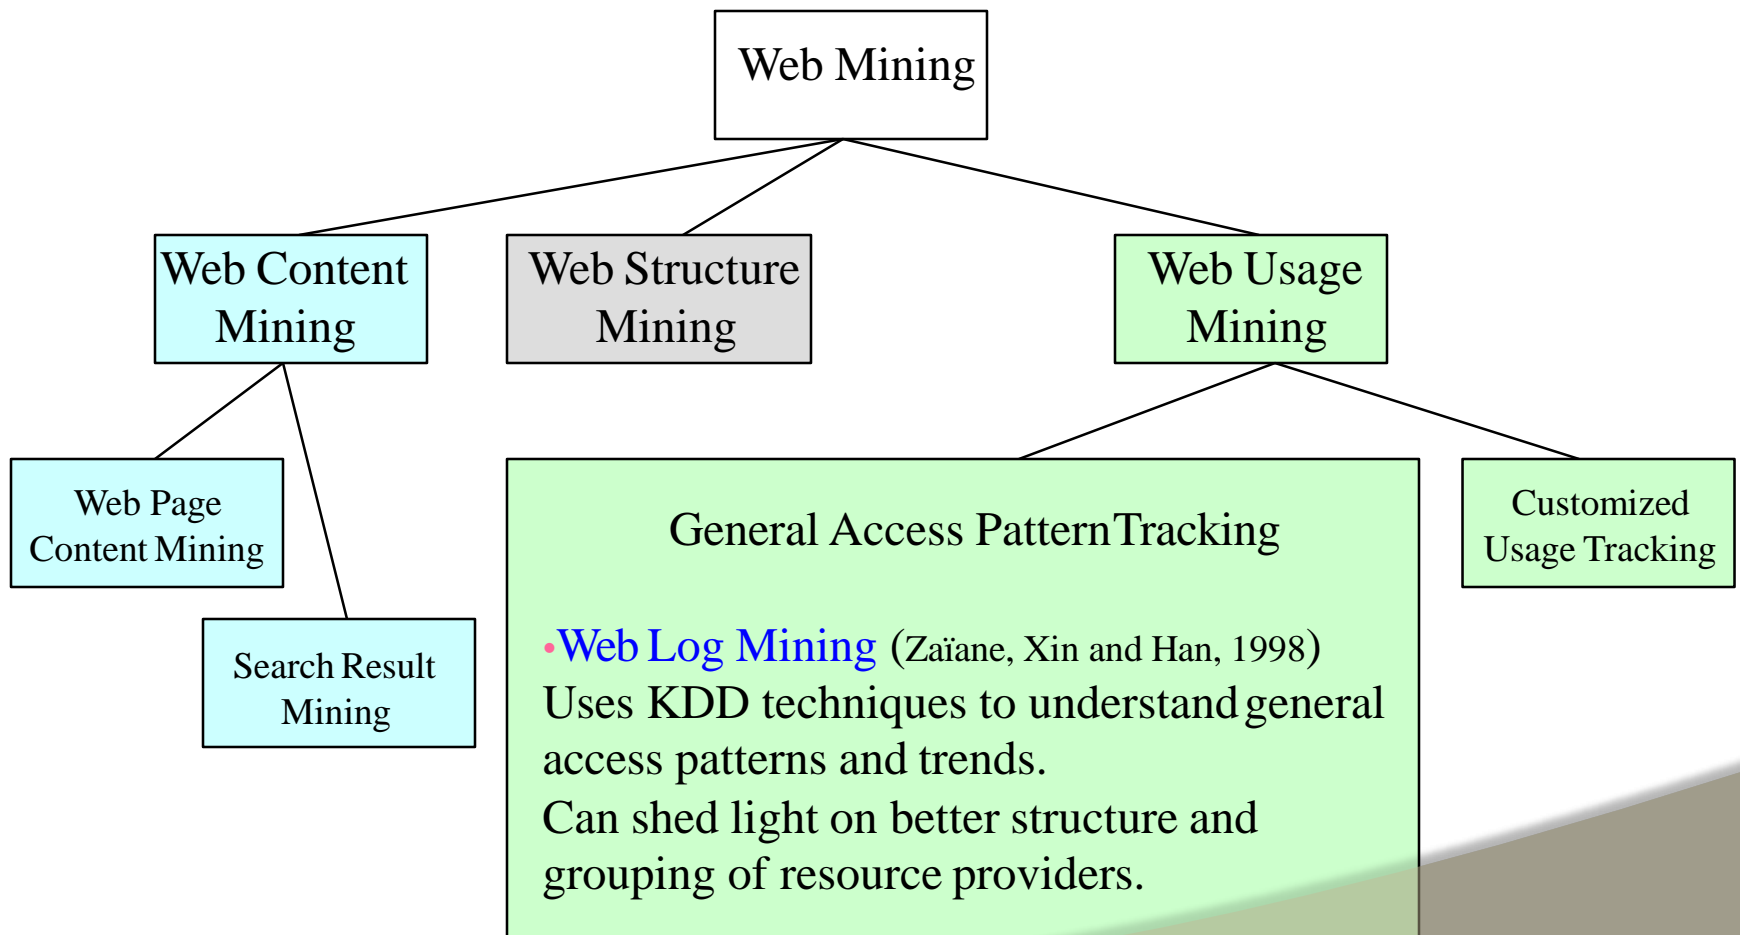 Web Mining
Web Content
Mining
Web Structure
Mining
Web Usage
Mining
Web Page
Content Mining
Search Result
Mining
General Access Pattern Tracking
•Web Log Mining (Zaïane, Xin and Han, 1998)
Uses KDD techniques to understand general
access patterns and trends.
Can shed light on better structure and
grouping of resource providers.
Customized
Usage Tracking